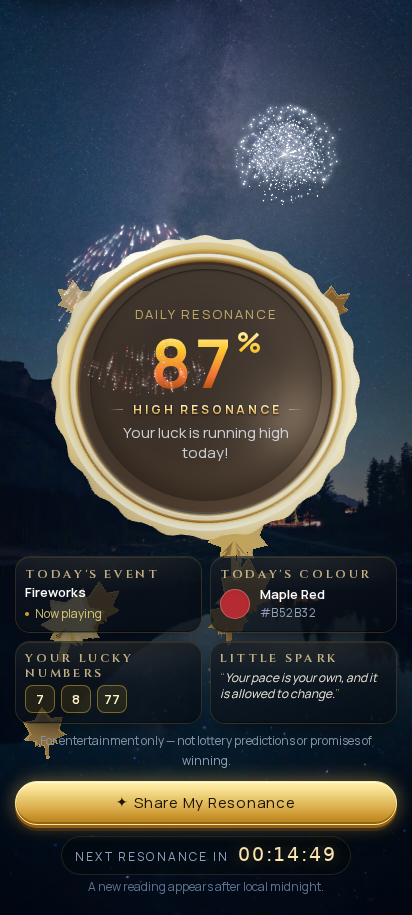 DAILY RESONANCE
87%
HIGH RESONANCE
Your luck is running high
today!
TODAY'S EVENT
Fireworks
• Now playing
TODAY'S COLOUR
Maple Red
#B52B32
YOUR LUCKY
NUMBERS
7 8 77
LITTLE SPARK
"Your pace is your own, and it
is allowed to change."
For entertainment only — not lottery predictions or promises of
winning.
✦ Share My Resonance
NEXT RESONANCE IN 00:14:49
A new reading appears after local midnight.